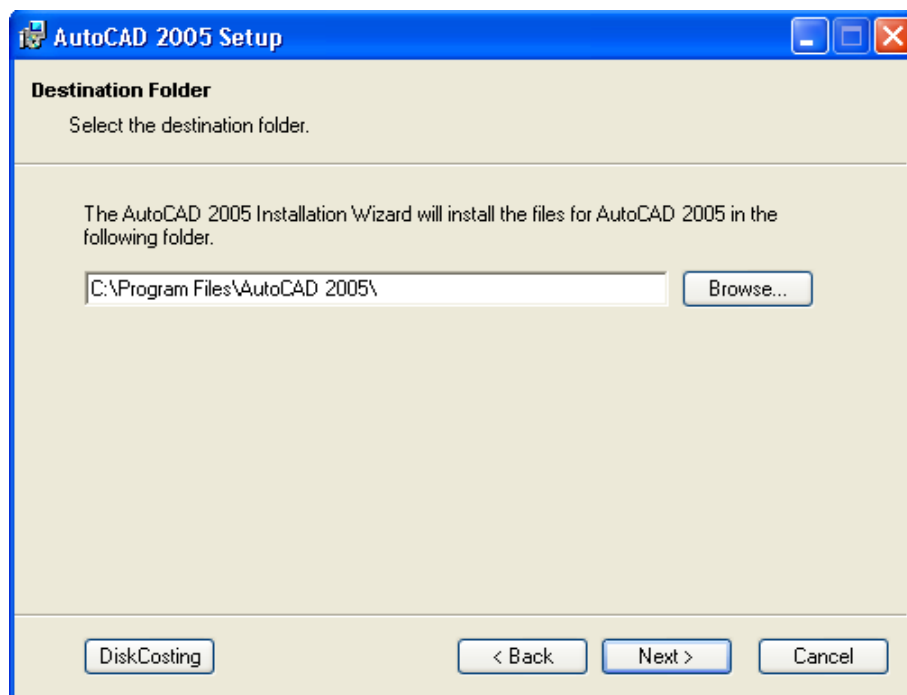 AutoCAD 2005 Setup
Destination Folder
Select the destination folder.
The AutoCAD 2005 Installation Wizard will install the files for AutoCAD 2005 in the
following folder.
C:\Program Files\AutoCAD 2005\
Browse...
DiskCosting
< Back
Next >
Cancel